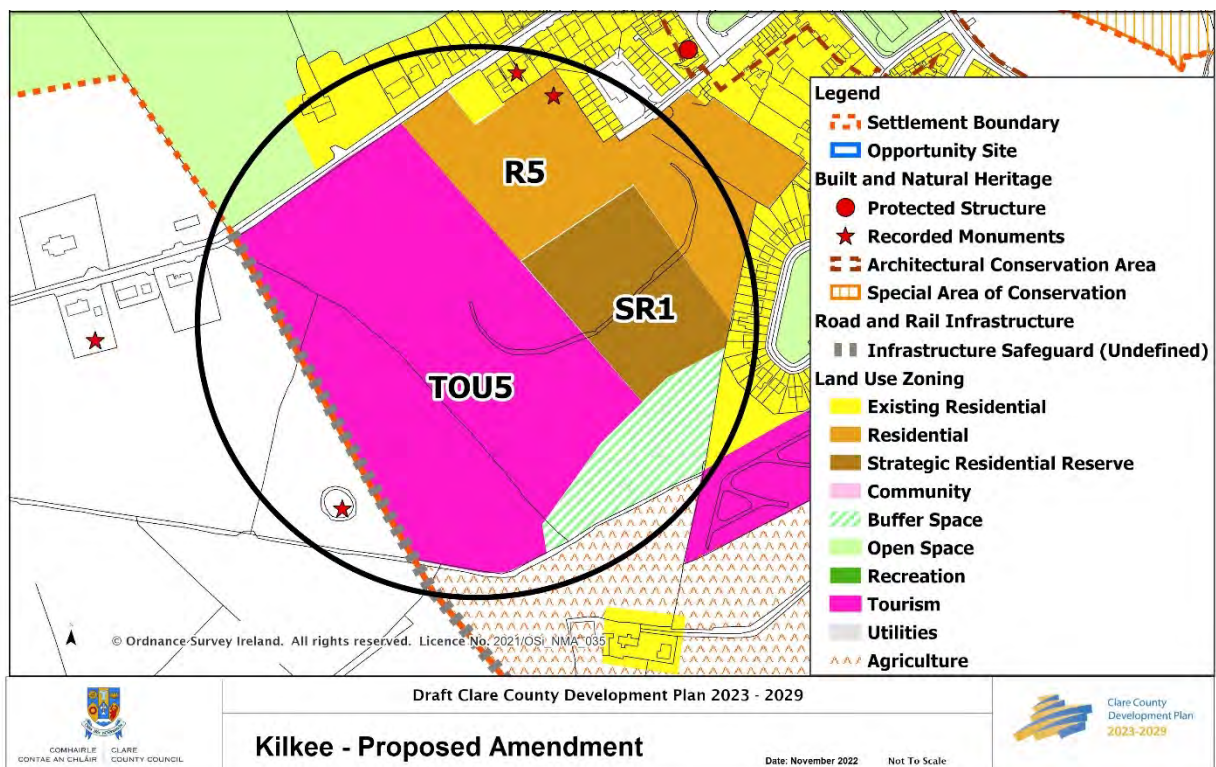 R5
SR1
TOU5
© Ordnance Survey Ireland. All rights reserved. Licence No. 2021/OSi_NMA_035
Legend
Settlement Boundary
Opportunity Site
Built and Natural Heritage
Protected Structure
Recorded Monuments
Architectural Conservation Area
Special Area of Conservation
Road and Rail Infrastructure
Infrastructure Safeguard (Undefined)
Land Use Zoning
Existing Residential
Residential
Strategic Residential Reserve
Community
Buffer Space
Open Space
Recreation
Tourism
Utilities
Agriculture
COMHAIRLE CLARE
CONTAE AN CHLÁIR COUNTY COUNCIL
Draft Clare County Development Plan 2023 - 2029
Kilkee - Proposed Amendment
Date: November 2022 Not To Scale
Clare County
Development Plan
2023-2029